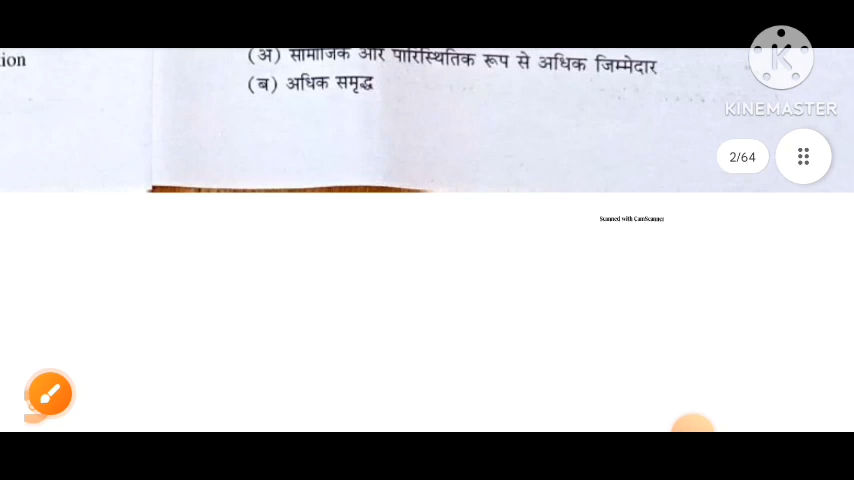 ion
(अ) सामाजिक और पारिस्थितिक रूप से अधिक जिम्मेदार
(ब) अधिक समृद्ध
KINEMASTER
2/64
Scanned with CamScanner